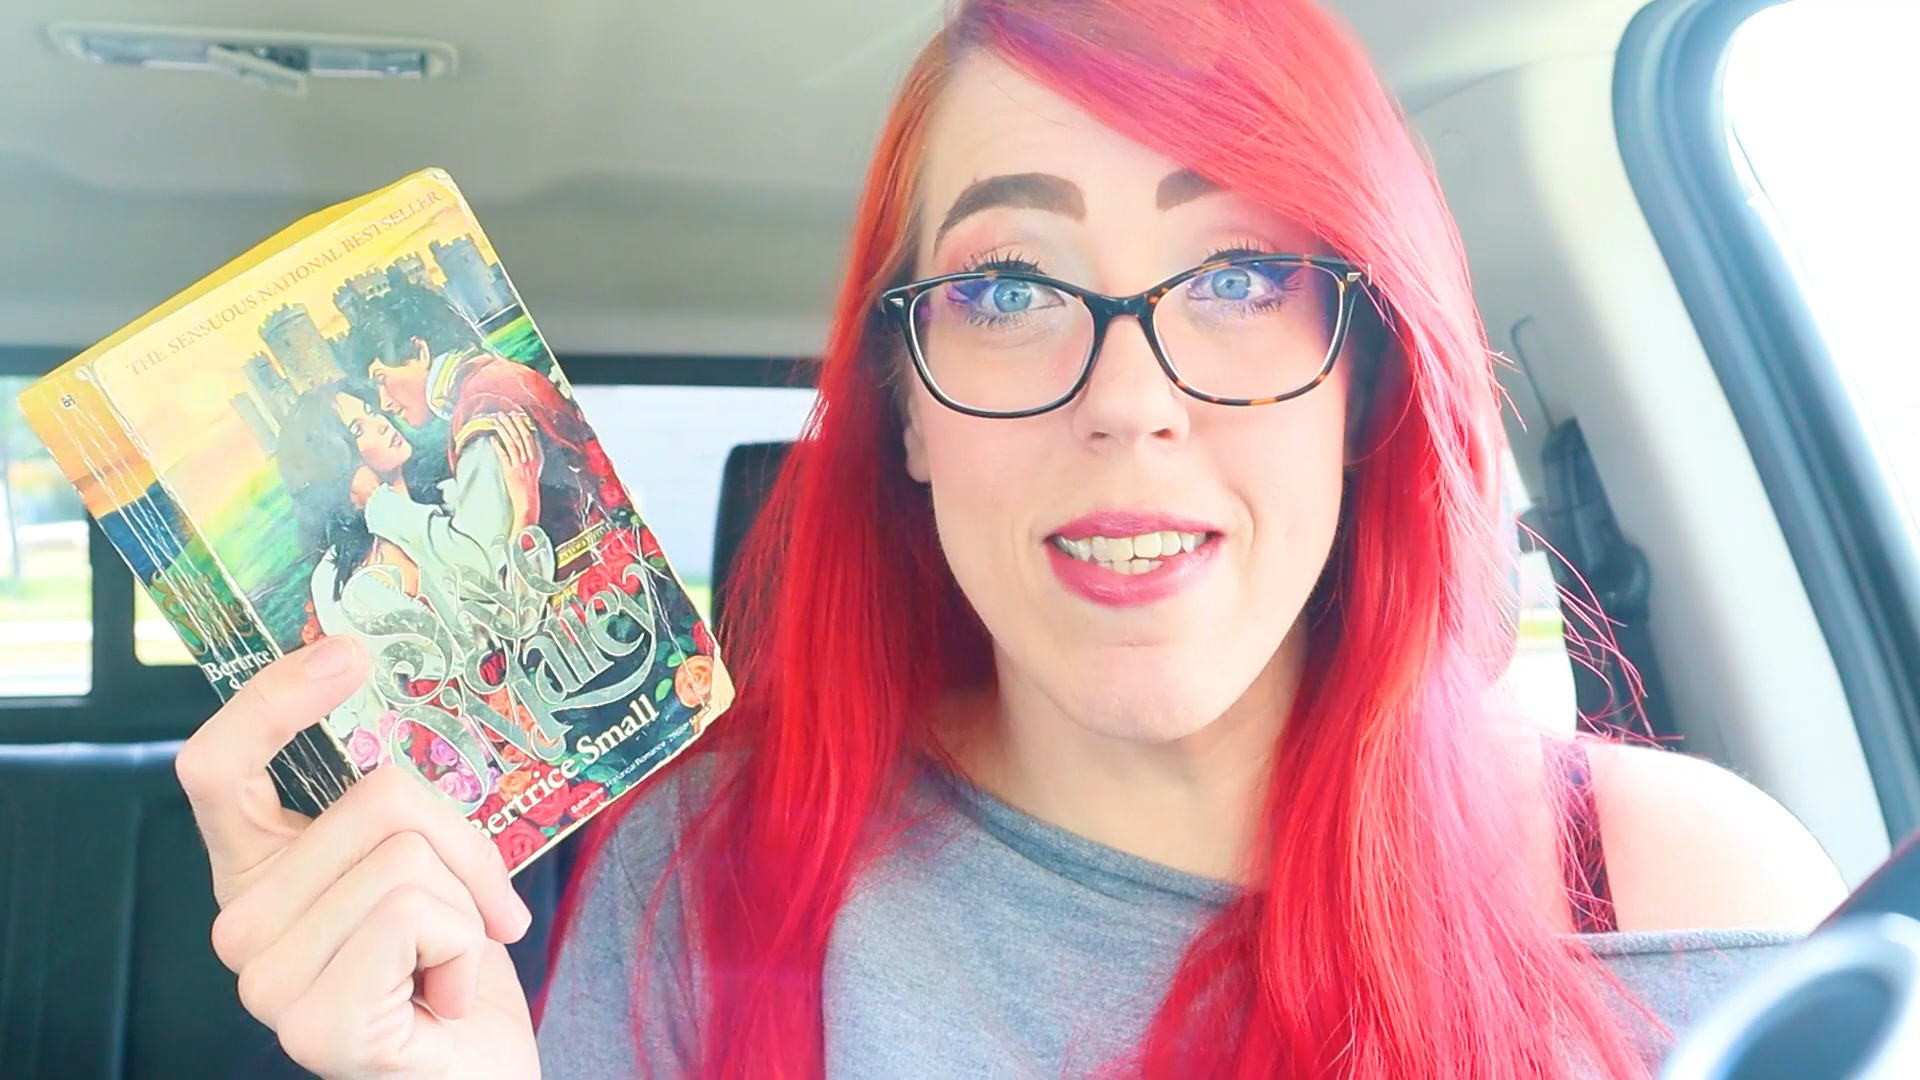 THE SENSUOUS NATIONAL BESTSELLER
Skye
O'Malley
Bertrice Small
Bertrice